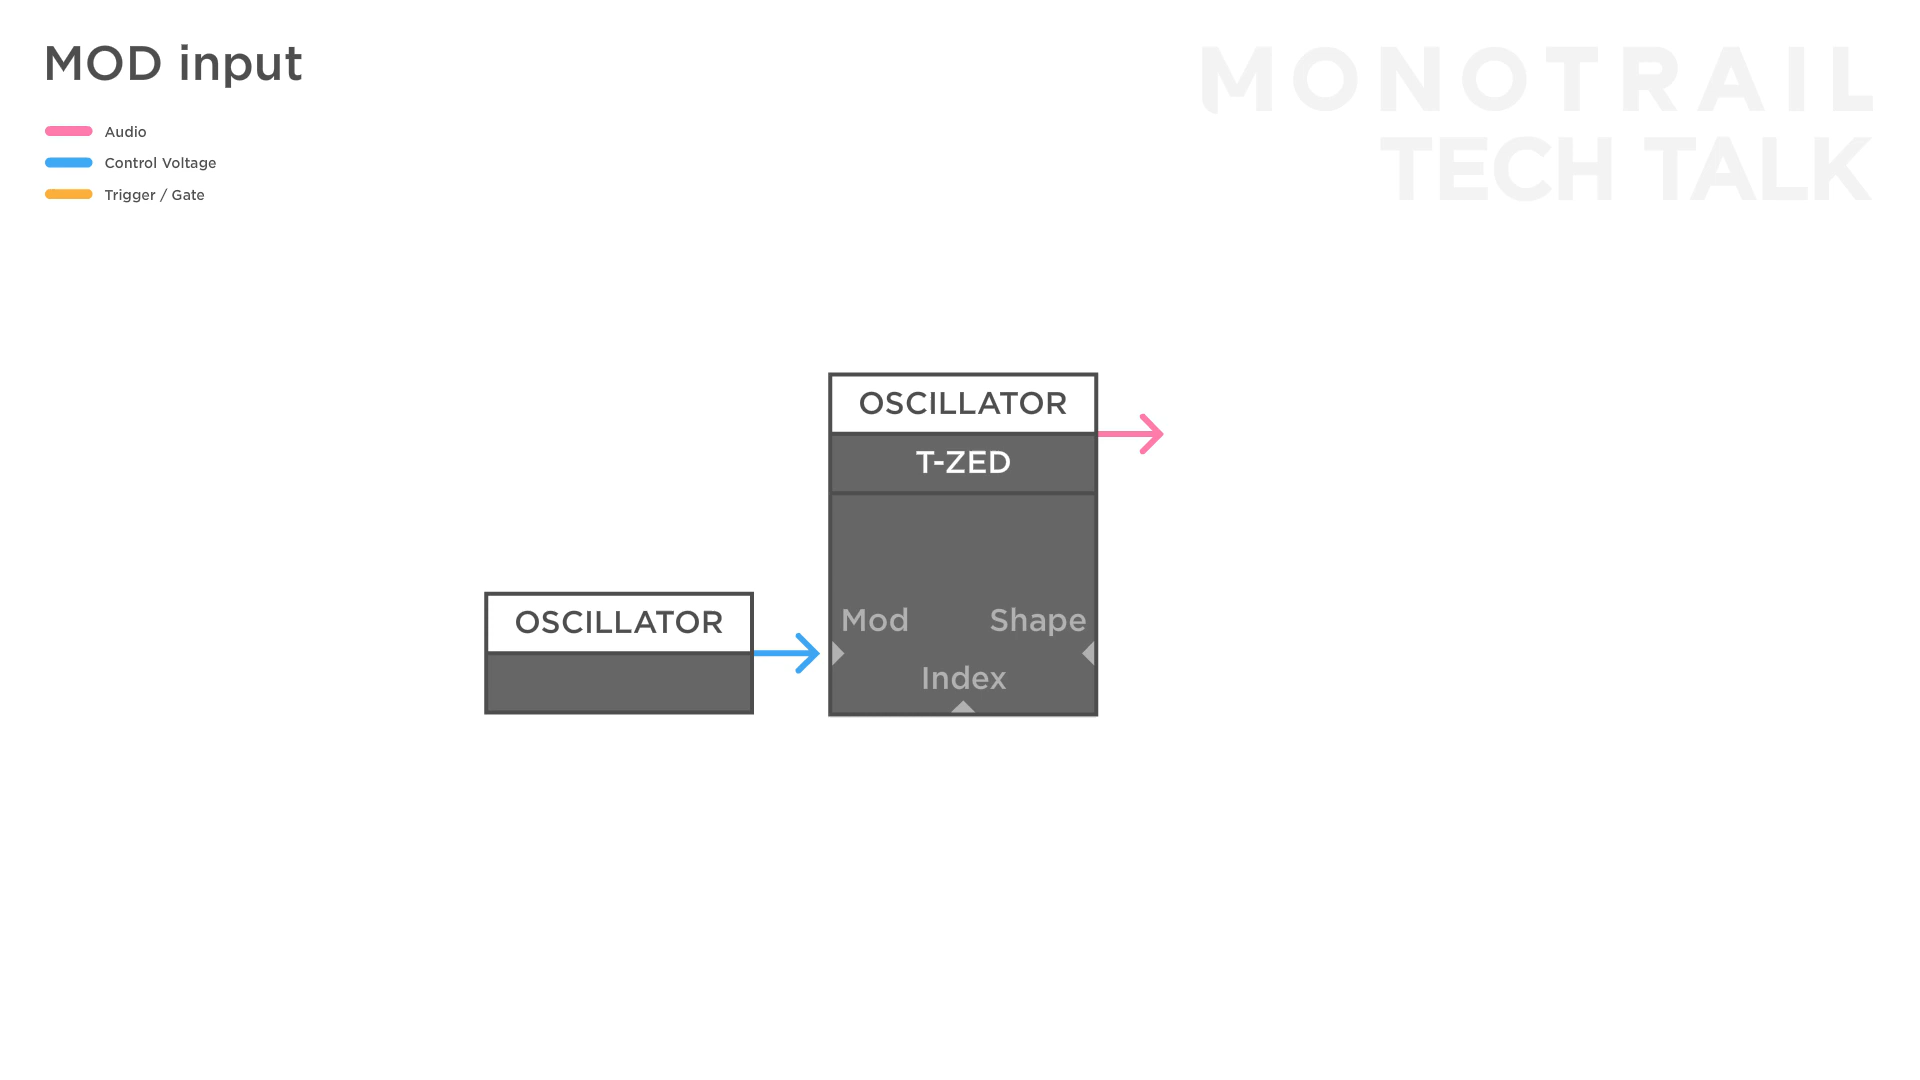 MOD input
MONOTRAIL
TECH TALK
Audio
Control Voltage
Trigger / Gate
OSCILLATOR
T-ZED
OSCILLATOR
Mod
Shape
Index